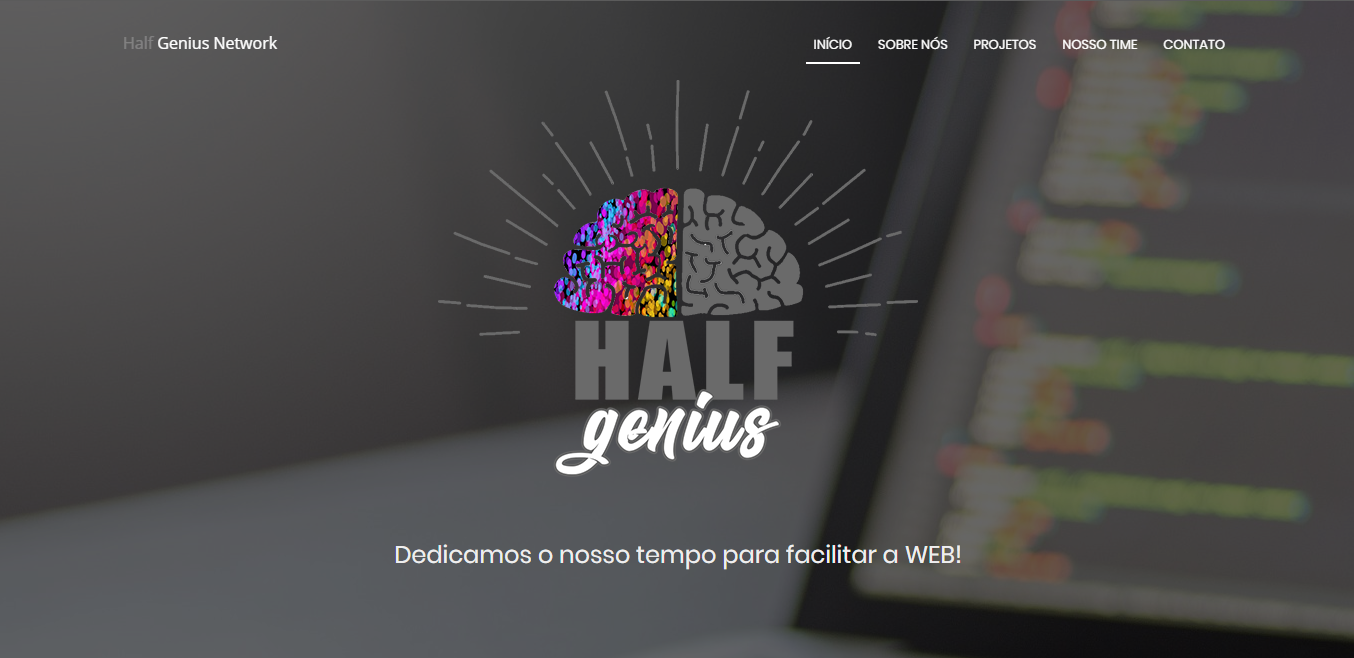 Half Genius Network
INÍCIO SOBRE NÓS PROJETOS NOSSO TIME CONTATO
HALF
genius
Dedicamos o nosso tempo para facilitar a WEB!